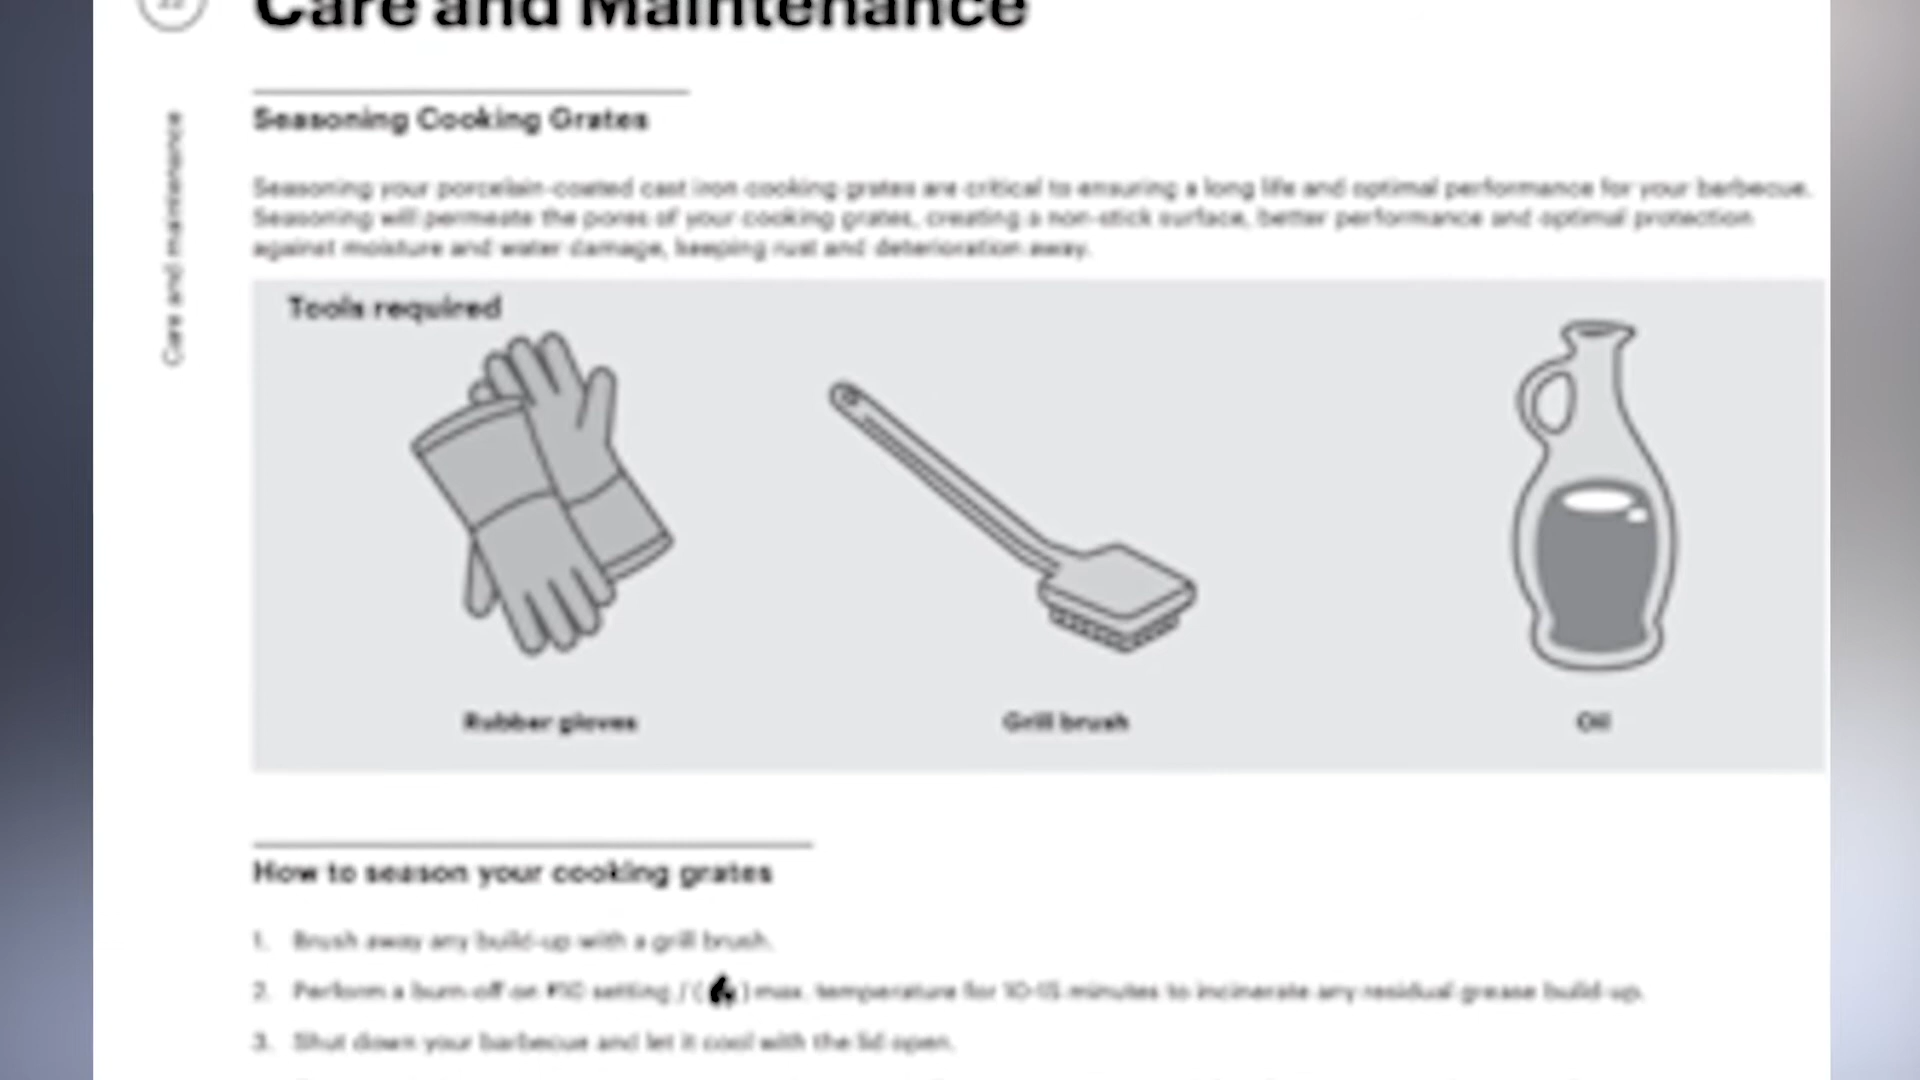 Care and Maintenance
Care and maintenance
Seasoning Cooking Grates
Seasoning your porcelain-coated cast iron cooking grates are critical to ensuring a long life and optimal performance for your barbecue.
Seasoning will permeate the pores of your cooking grates, creating a non-stick surface, better performance and optimal protection
against moisture and water damage, keeping rust and deterioration away.
Tools required
Rubber gloves
Grill brush
Oil
How to season your cooking grates
1. Brush away any build-up with a grill brush.
2. Perform a burn-off on setting / ( ) max. temperature for 10-15 minutes to incinerate any residual grease build-up.
3. Shut down your barbecue and let it cool with the lid open.